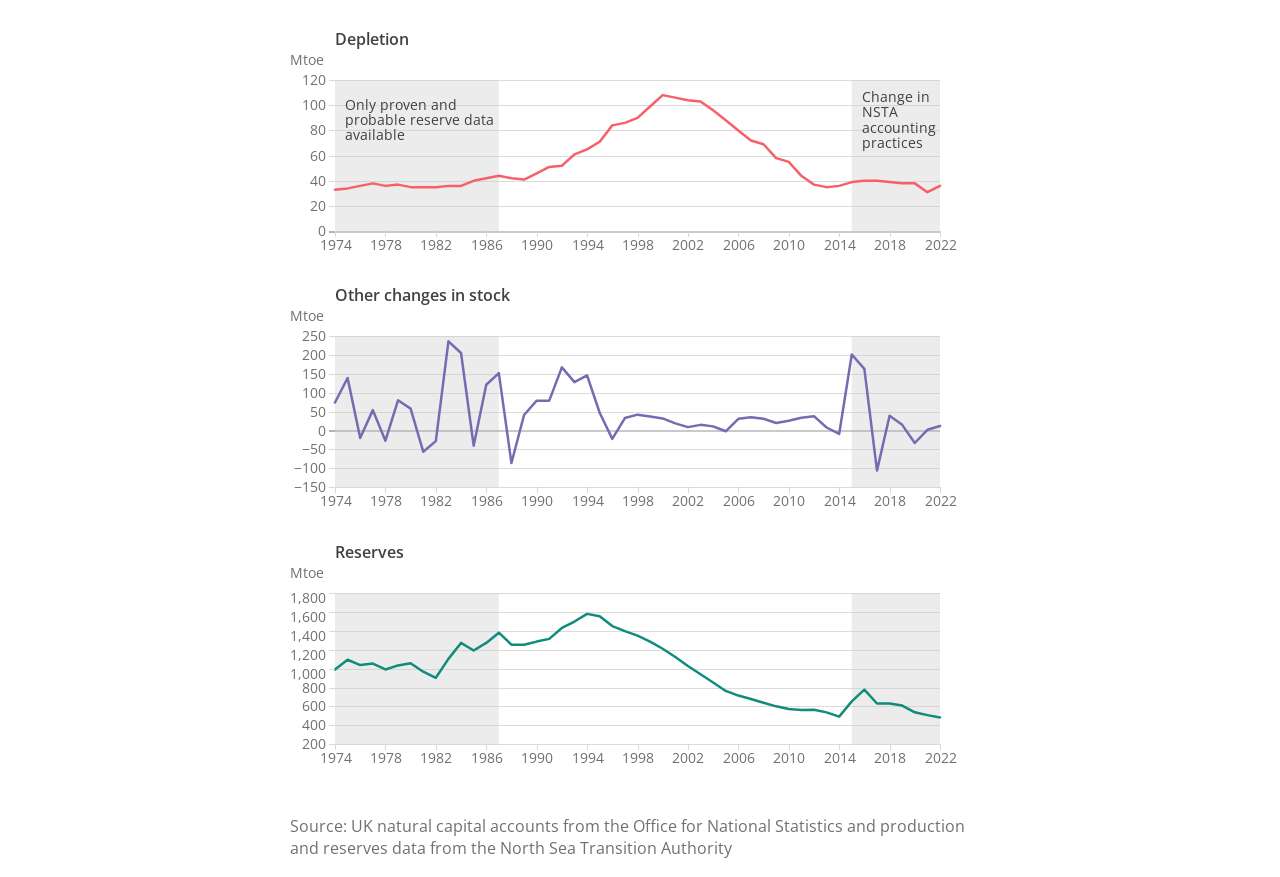 Depletion
Mtoe
120
100
80
60
40
20
0
Only proven and
probable reserve data
available
Change in
NSTA
accounting
practices
1974 1978 1982 1986 1990 1994 1998 2002 2006 2010 2014 2018 2022
Other changes in stock
Mtoe
250
200
150
100
50
0
−50
−100
−150
1974 1978 1982 1986 1990 1994 1998 2002 2006 2010 2014 2018 2022
Reserves
Mtoe
1,800
1,600
1,400
1,200
1,000
800
600
400
200
1974 1978 1982 1986 1990 1994 1998 2002 2006 2010 2014 2018 2022
Source: UK natural capital accounts from the Office for National Statistics and production
and reserves data from the North Sea Transition Authority